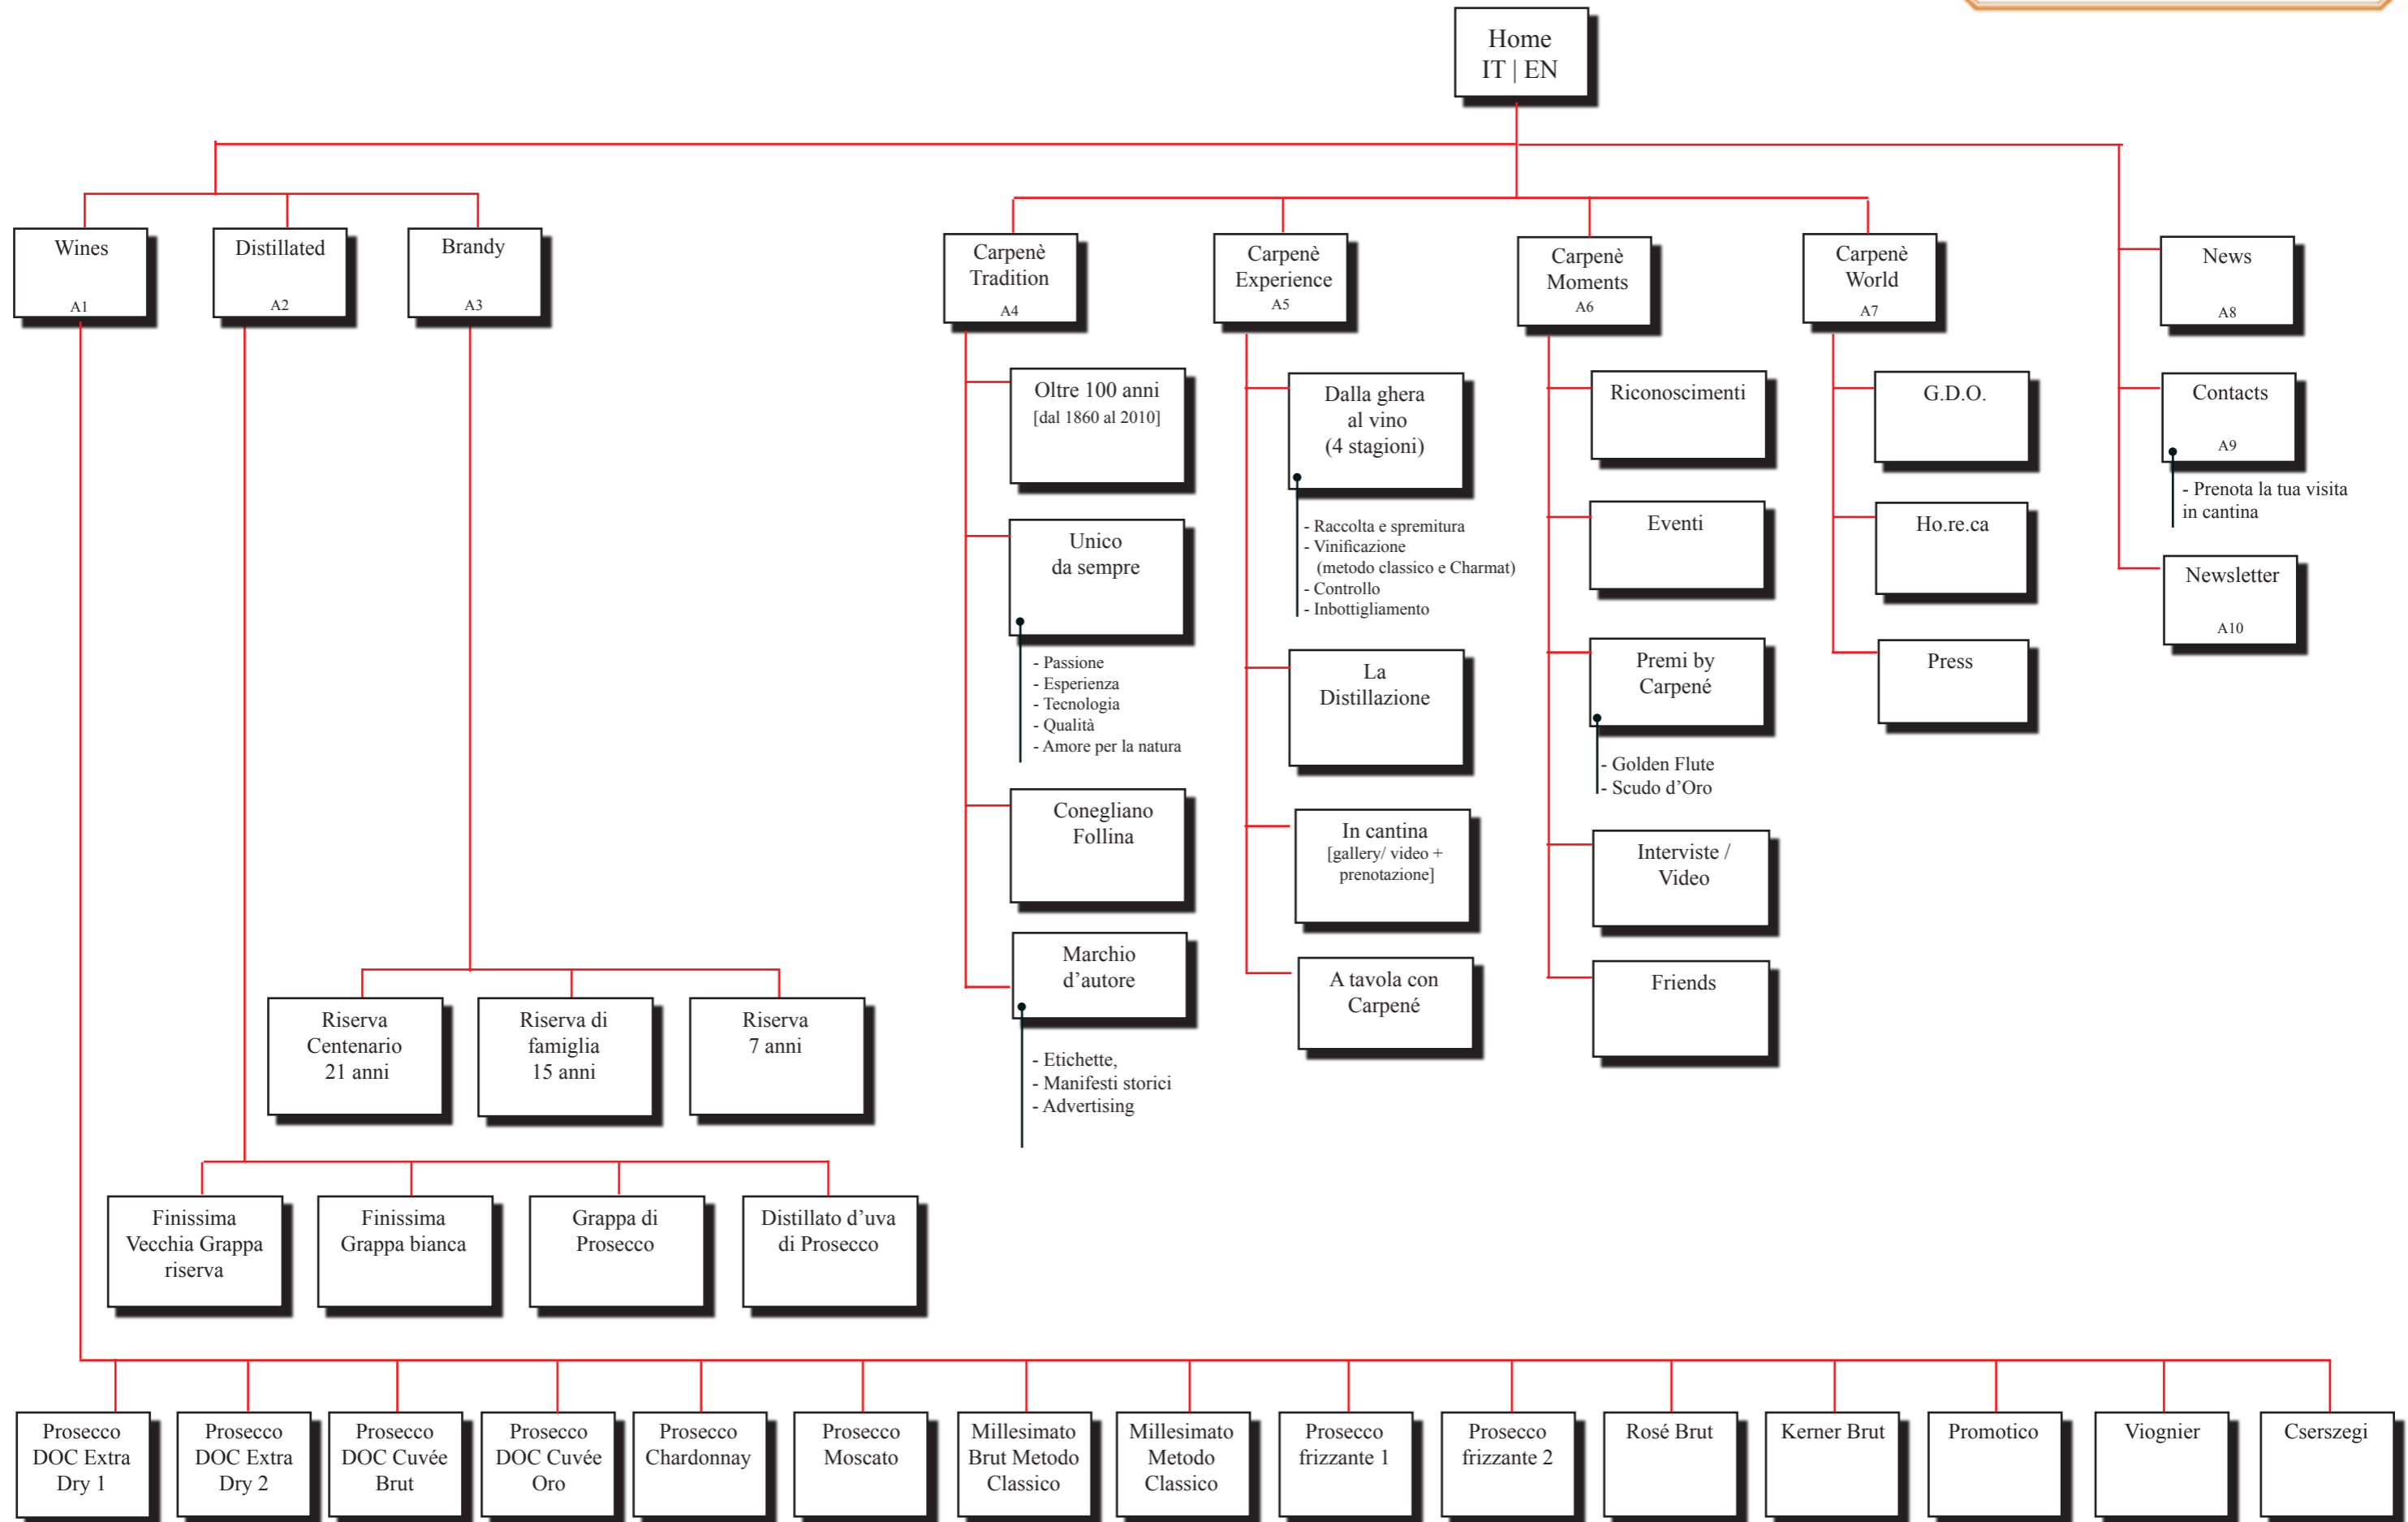 Home
IT | EN
Wines
A1
Distillated
A2
Brandy
A3
Carpenè
Tradition
A4
Carpenè
Experience
A5
Carpenè
Moments
A6
Carpenè
World
A7
News
A8
Contacts
A9
- Prenota la tua visita
in cantina
Newsletter
A10
Oltre 100 anni
[dal 1860 al 2010]
Unico
da sempre
- Passione
- Esperienza
- Tecnologia
- Qualità
- Amore per la natura
Conegliano
Follina
Marchio
d’autore
- Etichette,
- Manifesti storici
- Advertising
Dalla ghera
al vino
(4 stagioni)
- Raccolta e spremitura
- Vinificazione
(metodo classico e Charmat)
- Controllo
- Inbottigliamento
La
Distillazione
In cantina
[gallery/ video +
prenotazione]
A tavola con
Carpené
Riconoscimenti
Eventi
Premi by
Carpené
- Golden Flute
- Scudo d’Oro
Interviste /
Video
Friends
G.D.O.
Ho.re.ca
Press
Riserva
Centenario
21 anni
Riserva di
famiglia
15 anni
Riserva
7 anni
Finissima
Vecchia Grappa
riserva
Finissima
Grappa bianca
Grappa di
Prosecco
Distillato d’uva
di Prosecco
Prosecco
DOC Extra
Dry 1
Prosecco
DOC Extra
Dry 2
Prosecco
DOC Cuvée
Brut
Prosecco
DOC Cuvée
Oro
Prosecco
Chardonnay
Prosecco
Moscato
Millesimato
Brut Metodo
Classico
Millesimato
Metodo
Classico
Prosecco
frizzante 1
Prosecco
frizzante 2
Rosé Brut
Kerner Brut
Promotico
Viognier
Cserszegi